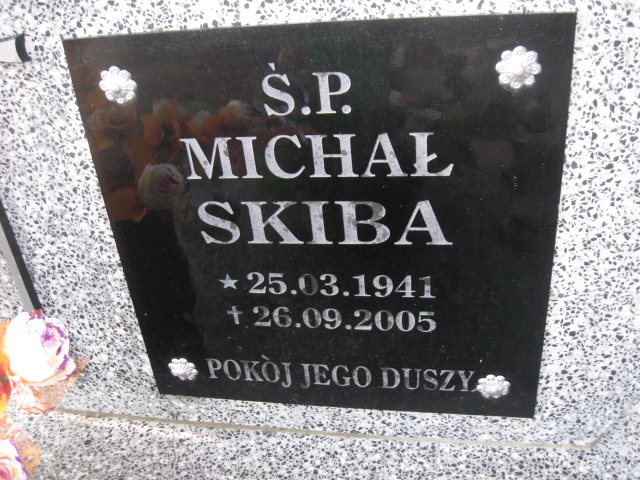 Ṡ.P.
MICHAŁ
SKIBA
★ 25.03.1941
✝ 26.09.2005
POKÒJ JEGO DUSZY